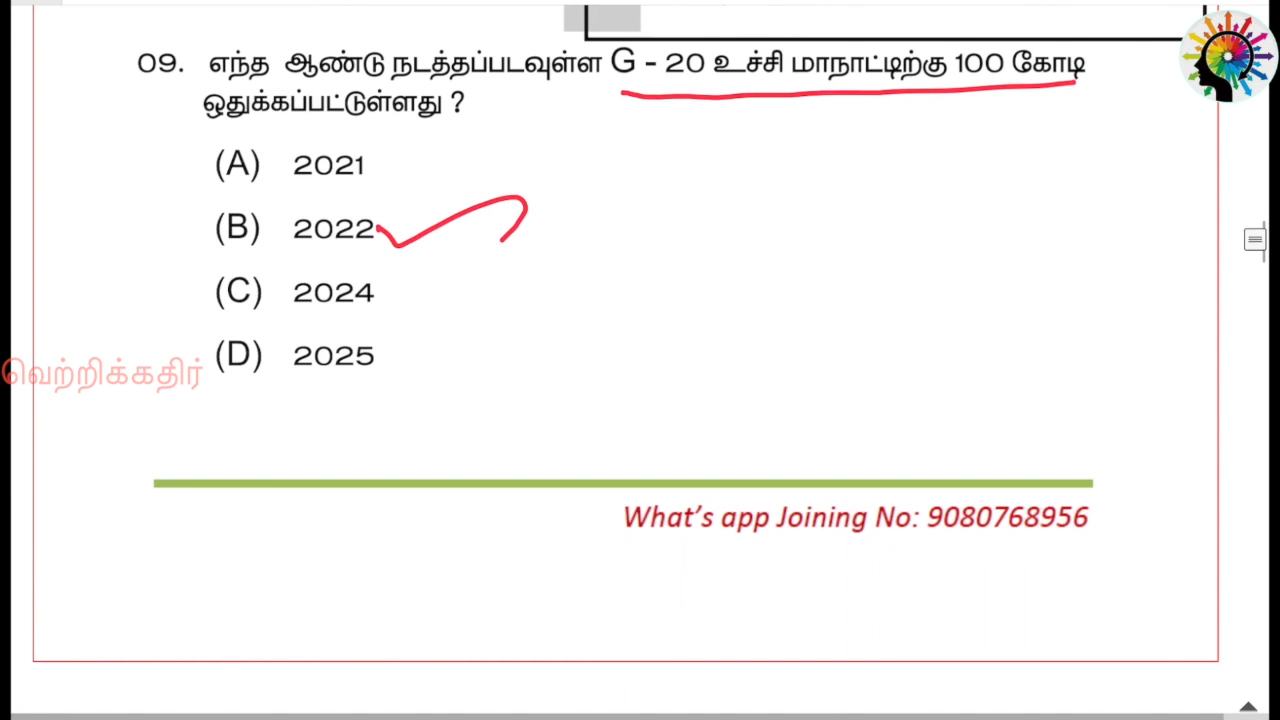 09. எந்த ஆண்டு நடத்தப்படவுள்ள G - 20 உச்சி மாநாட்டிற்கு 100 கோடி
ஒதுக்கப்பட்டுள்ளது ?
(A) 2021
(B) 2022
(C) 2024
(D) 2025
வெற்றிக்கதிர்
What's app Joining No: 9080768956